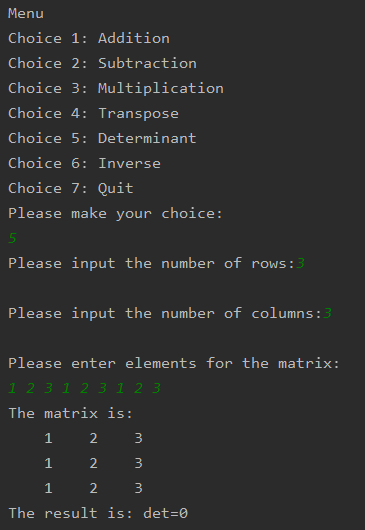 Menu
Choice 1: Addition
Choice 2: Subtraction
Choice 3: Multiplication
Choice 4: Transpose
Choice 5: Determinant
Choice 6: Inverse
Choice 7: Quit
Please make your choice:
5
Please input the number of rows:3
Please input the number of columns:3
Please enter elements for the matrix:
1 2 3 1 2 3 1 2 3
The matrix is:
1 2 3
1 2 3
1 2 3
The result is: det=0